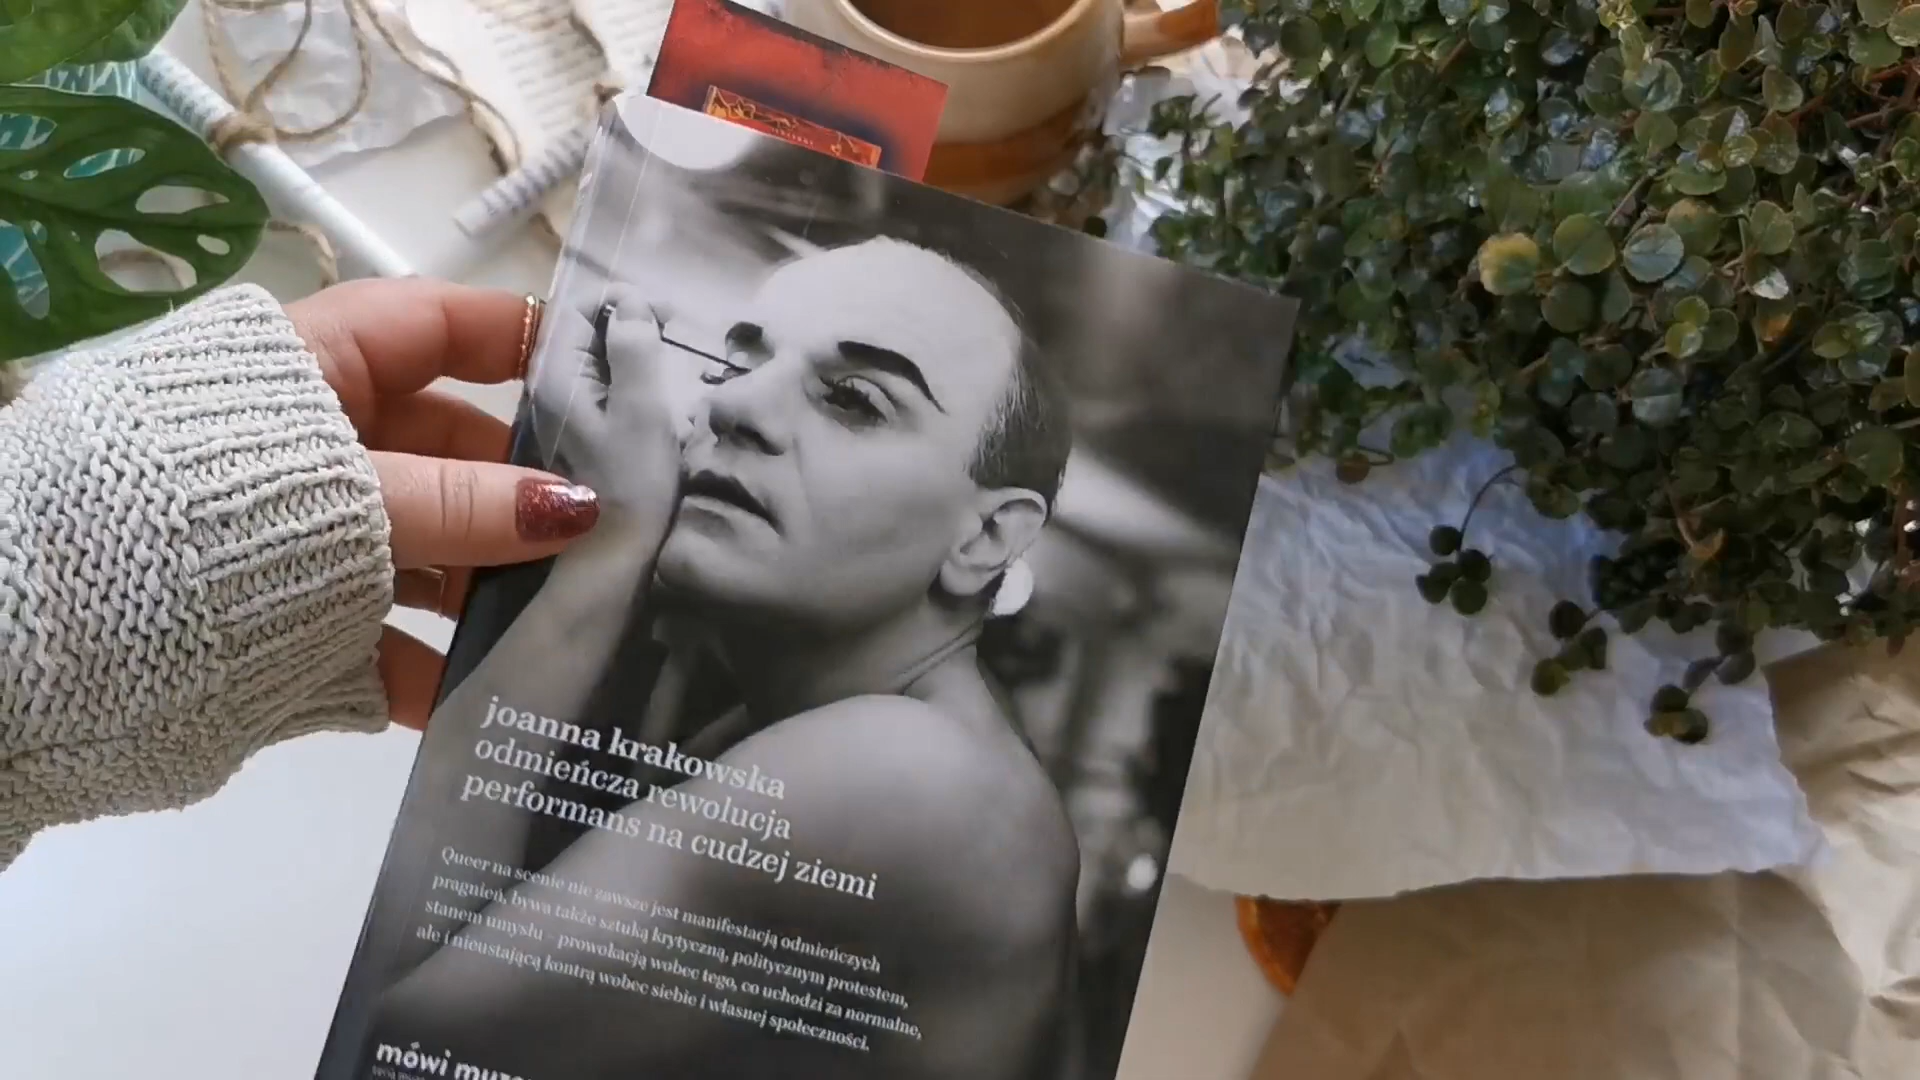 joanna krakowska
odmieńcza rewolucja
performans na cudzej ziemi
Queer na scenie nie zawsze jest manifestacją odmieńczych
pragnień, bywa także sztuką krytyczną, politycznym protestem,
stanem umysłu – prowokacją wobec tego, co uchodzi za normalne,
ale i nieustającą kontrą wobec siebie i własnej społeczności.
mówi